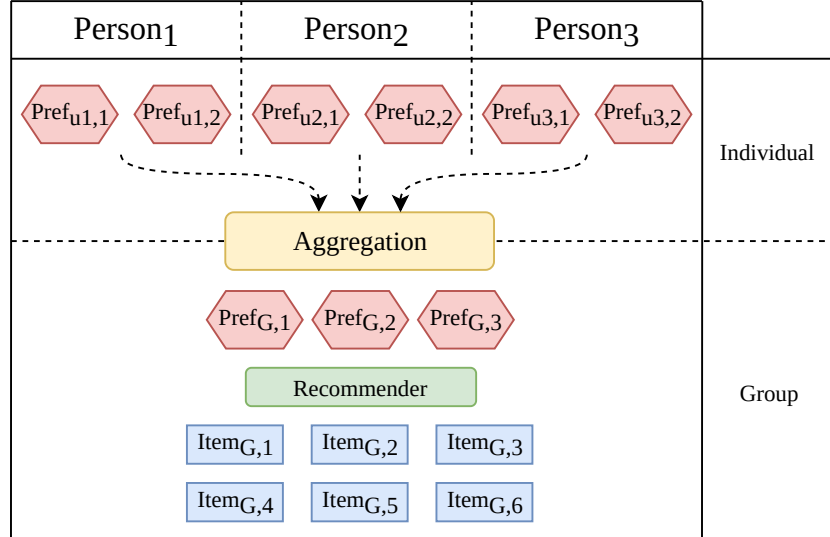 Person1 Person2 Person3
Prefu1,1 Prefu1,2 Prefu2,1 Prefu2,2 Prefu3,1 Prefu3,2
Individual
Aggregation
PrefG,1 PrefG,2 PrefG,3
Recommender
Group
ItemG,1 ItemG,2 ItemG,3
ItemG,4 ItemG,5 ItemG,6